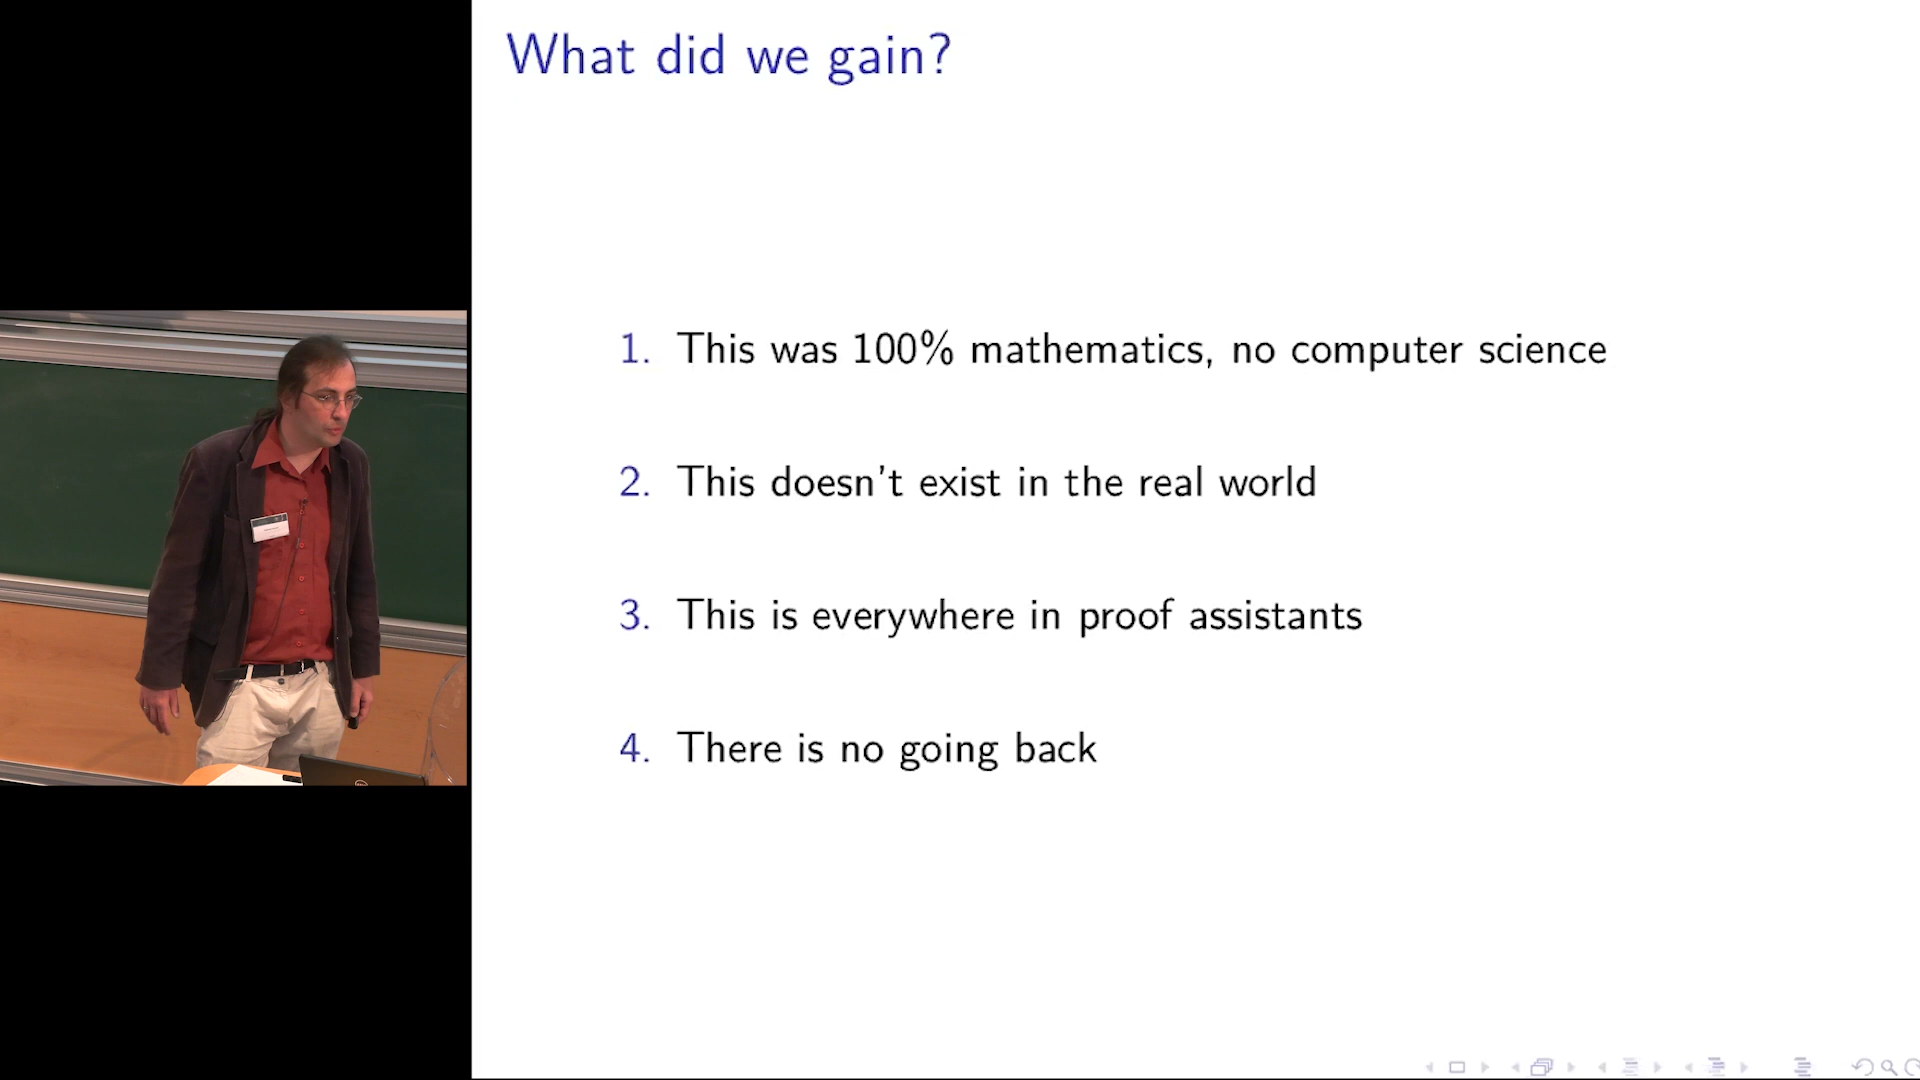 What did we gain?
1. This was 100% mathematics, no computer science
2. This doesn't exist in the real world
3. This is everywhere in proof assistants
4. There is no going back